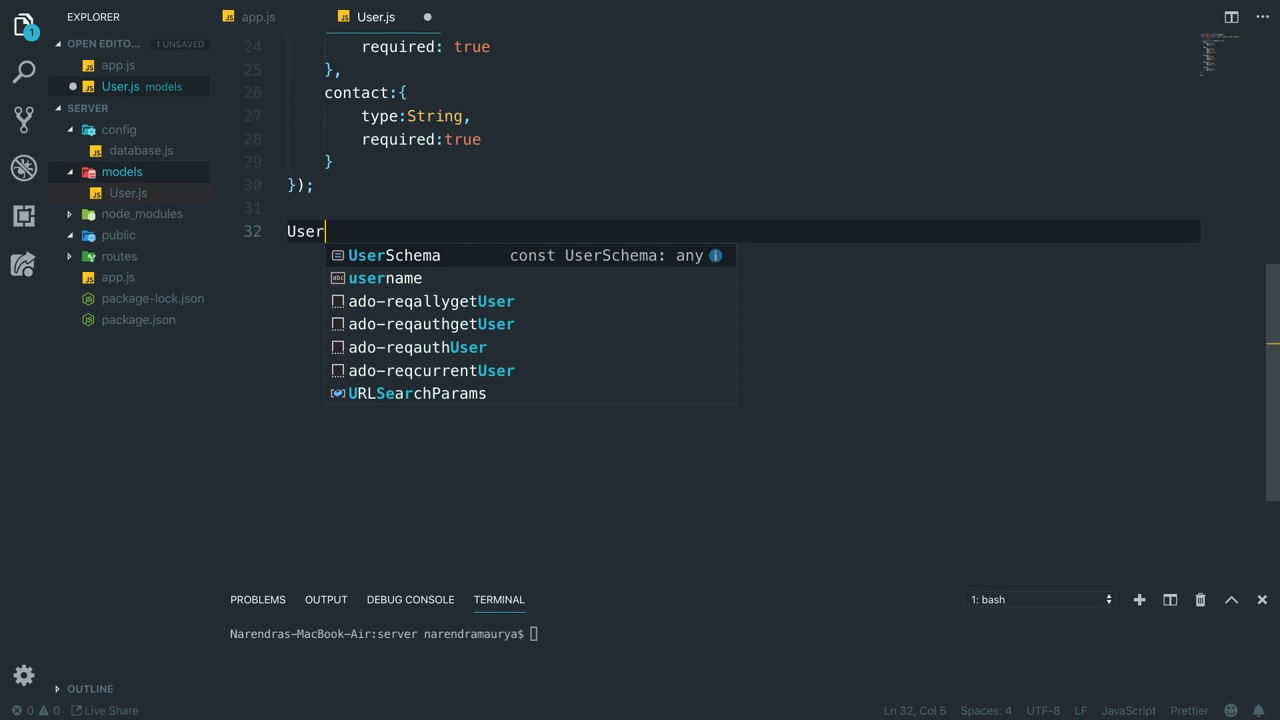 1
EXPLORER
app.js
User.js
OPEN EDITO...
1 UNSAVED
app.js
User.js models
SERVER
config
database.js
models
User.js
node_modules
public
routes
app.js
package-lock.json
package.json
OUTLINE
24 required: true
25 },
26 contact:{
27 type:String,
28 required:true
29 }
30 });
31
32 User
UserSchema const UserSchema: any
username
ado-reqallygetUser
ado-reqauthgetUser
ado-reqauthUser
ado-reqcurrentUser
URLSearchParams
PROBLEMS OUTPUT DEBUG CONSOLE TERMINAL 1: bash
Narendras-MacBook-Air:server narendramaurya$
0 0 Live Share Ln 32, Col 5 Spaces: 4 UTF-8 LF JavaScript Prettier